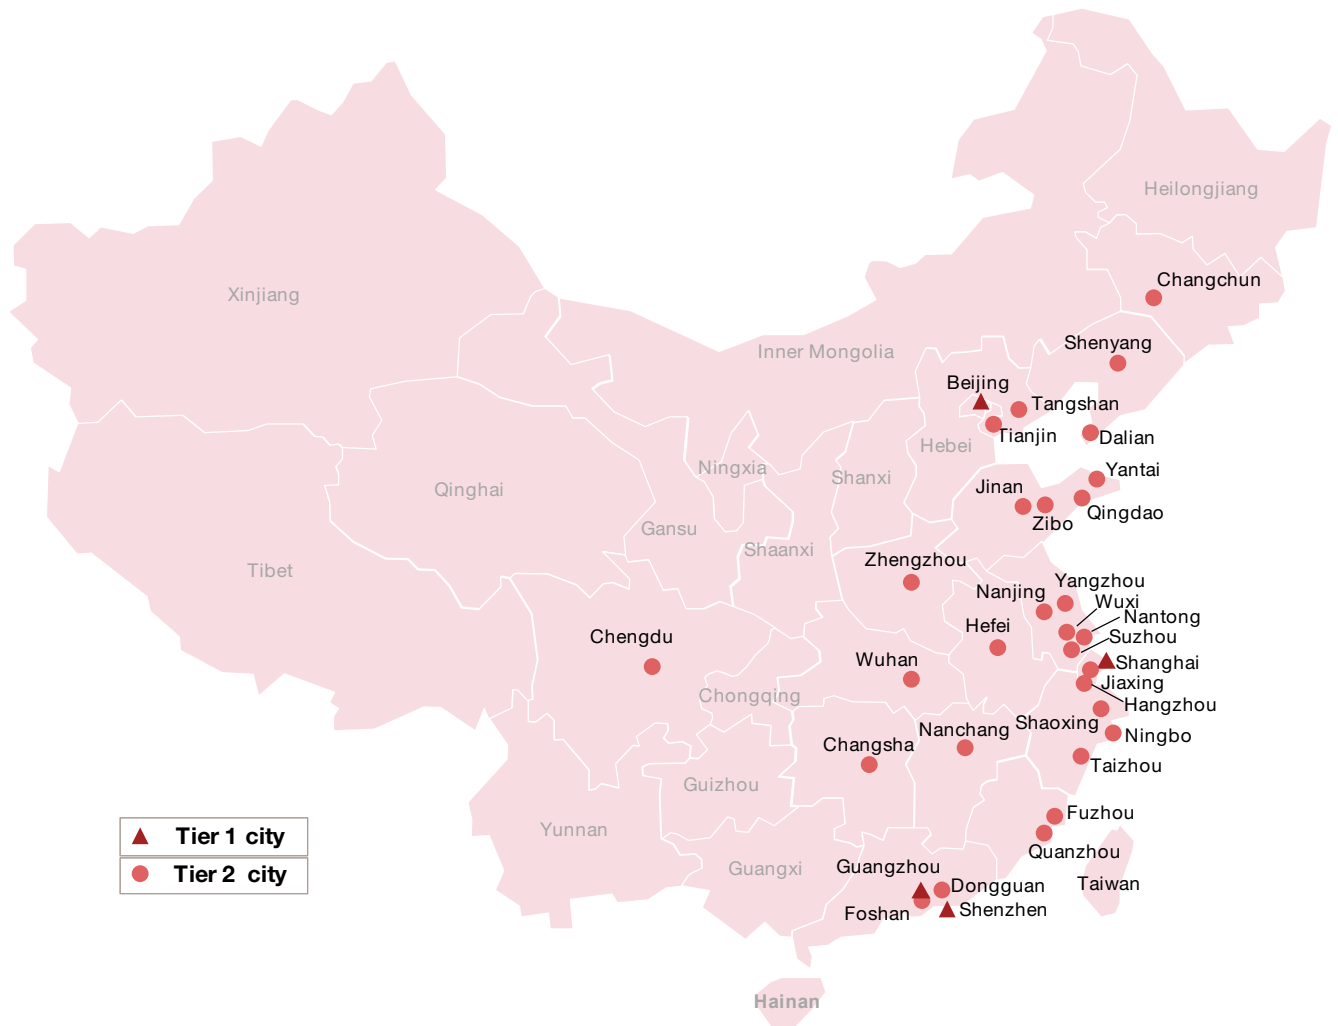 Heilongjiang
Changchun
Xinjiang
Shenyang
Inner Mongolia
Beijing
Tangshan
Tianjin
Dalian
Hebei
Ningxia
Yantai
Shanxi
Jinan
Qinghai
Qingdao
Zibo
Gansu
Shaanxi
Zhengzhou
Tibet
Yangzhou
Nanjing
Wuxi
Nantong
Hefei
Suzhou
Chengdu
Wuhan
Shanghai
Jiaxing
Chongqing
Hangzhou
Shaoxing
Nanchang
Ningbo
Changsha
Taizhou
Guizhou
Fuzhou
Yunnan
Tier 1 city
Quanzhou
Guangzhou
Guangxi
Tier 2 city
Dongguan
Taiwan
Foshan
Shenzhen
Hainan